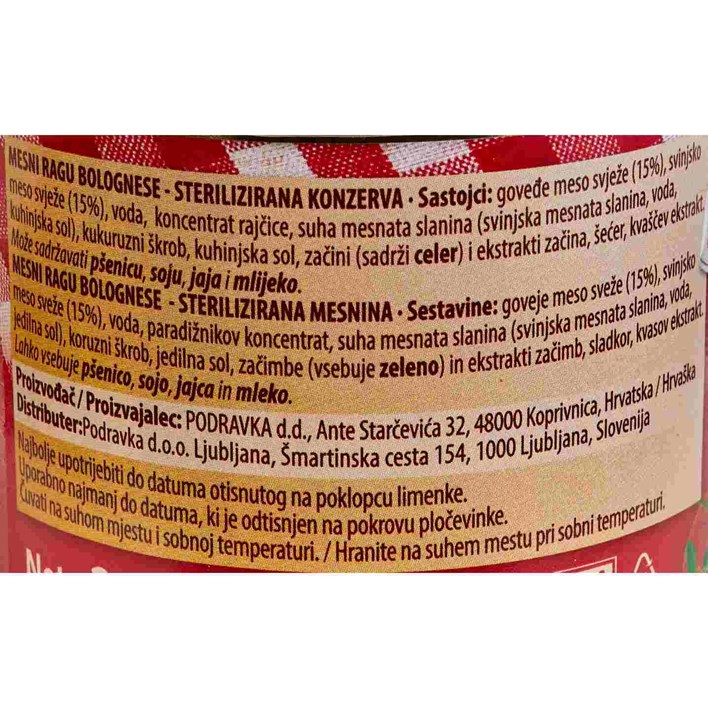 MESNI RAGU BOLOGNESE - STERILIZIRANA KONZERVA · Sastojci: goveđe meso svježe (15%), svinjsko
meso svježe (15%), voda, koncentrat rajčice, suha mesnata slanina (svinjska mesnata slanina, voda,
kuhinjska sol), kukuruzni škrob, kuhinjska sol, začini (sadrži celer) i ekstrakti začina, šećer, kvaščev ekstrakt.
Može sadržavati pšenicu, soju, jaja i mlijeko.
MESNI RAGU BOLOGNESE - STERILIZIRANA MESNINA · Sestavine: goveje meso sveže (15%), svinjsko
meso sveže (15%), voda, paradižnikov koncentrat, suha mesnata slanina (svinjska mesnata slanina, voda,
jedilna sol), koruzni škrob, jedilna sol, začimbe (vsebuje zeleno) in ekstrakti začimb, sladkor, kvasov ekstrakt.
Lahko vsebuje pšenico, sojo, jajca in mleko.
Proizvođač / Proizvajalec: PODRAVKA d.d., Ante Starčevića 32, 48000 Koprivnica, Hrvatska / Hrvaška
Distributer:Podravka d.o.o. Ljubljana, Šmartinska cesta 154, 1000 Ljubljana, Slovenija
Najbolje upotrijebiti do datuma otisnutog na poklopcu limenke.
Uporabno najmanj do datuma, ki je odtisnjen na pokrovu pločevinke.
Čuvati na suhom mjestu i sobnoj temperaturi. / Hranite na suhem mestu pri sobni temperaturi.